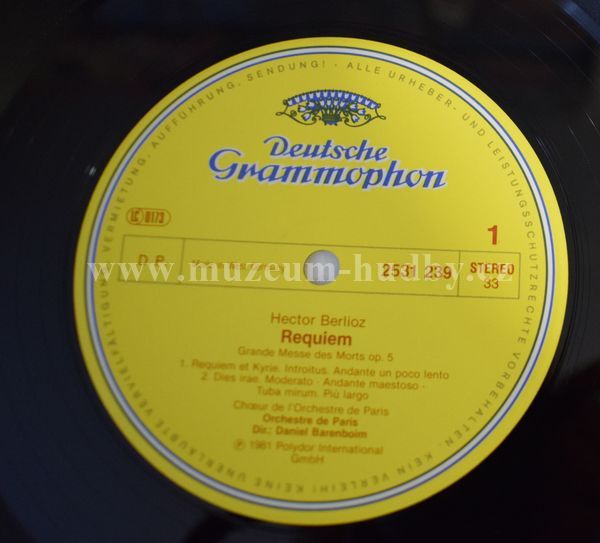 VERMIETUNG, AUFFÜHRUNG, SENDUNG! · ALLE URHEBER- UND LEISTUNGSSCHUTZRECHTE VORBEHALTEN. KEIN VERLEIH! KEINE UNERLAUBTE VERVIELFÄLTIGUNG,
Deutsche
Grammophon
LC 0173
1
D P
2531 239
STEREO
33
www.muzeum-hudby.cz
Hector Berlioz
Requiem
Grande Messe des Morts op. 5
1. Requiem et Kyrie. Introitus. Andante un poco lento
2. Dies irae. Moderato · Andante maestoso ·
Tuba mirum. Più largo
Chœur de l'Orchestre de Paris
Orchestre de Paris
Dir.: Daniel Barenboim
℗ 1981 Polydor International
GmbH